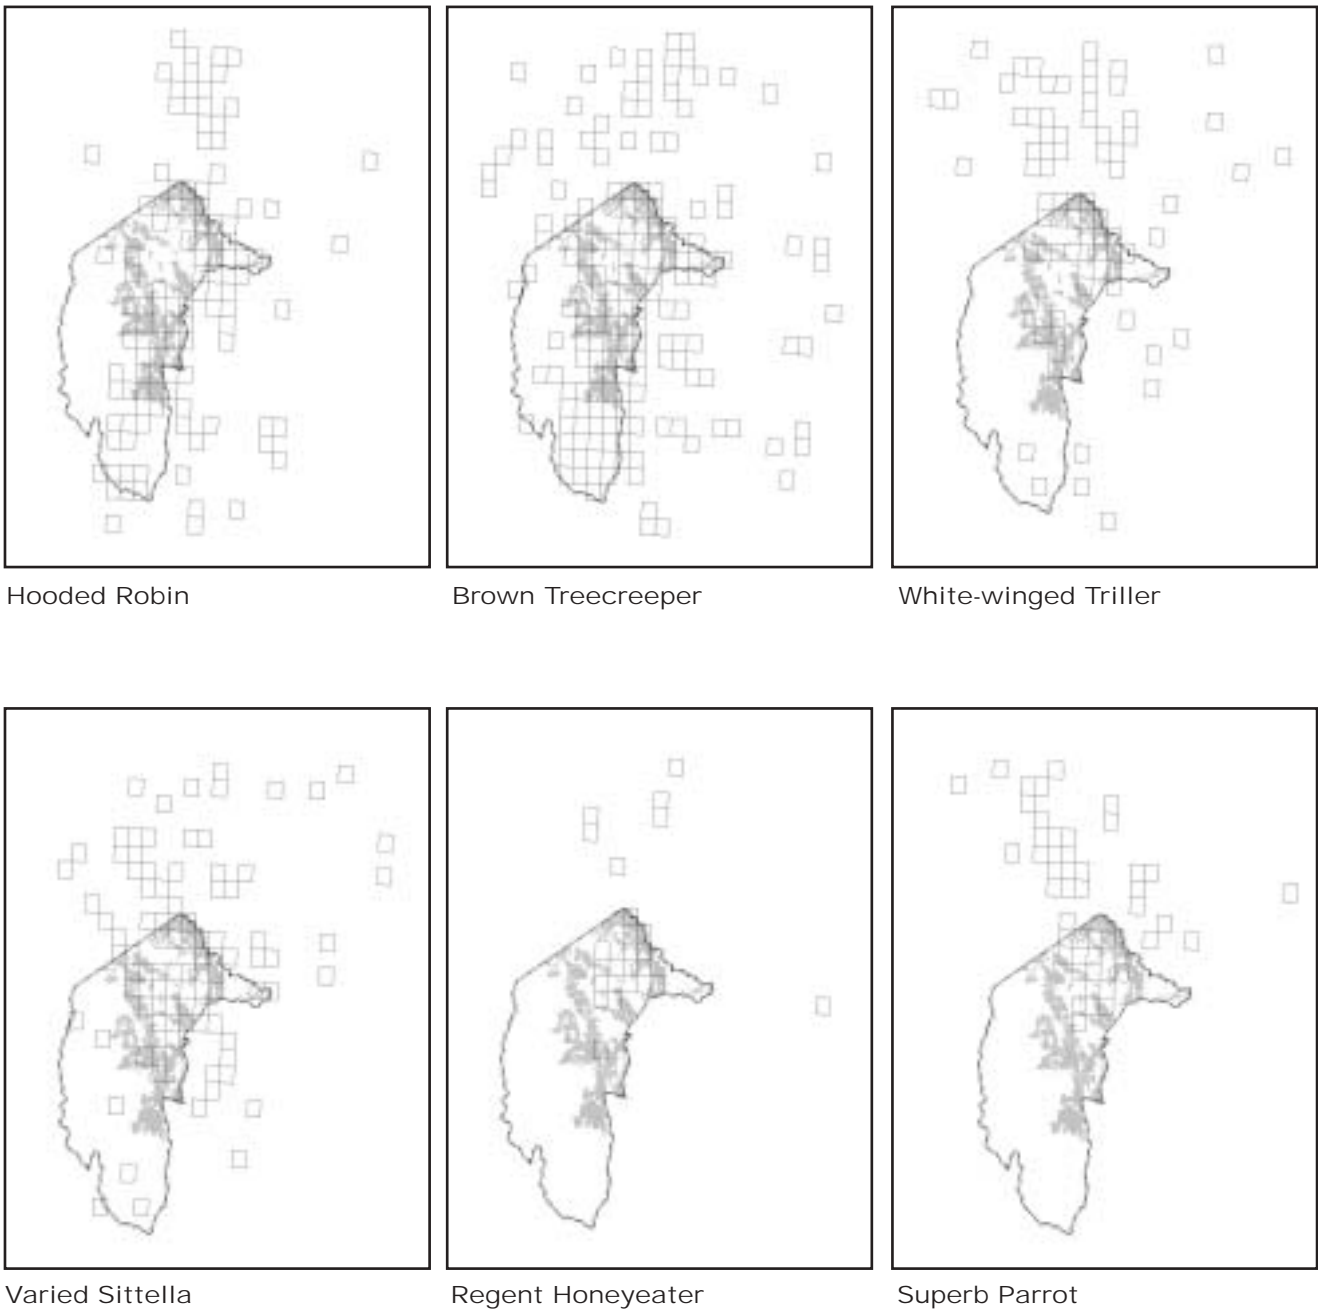 Hooded Robin
Brown Treecreeper
White-winged Triller
Varied Sittella
Regent Honeyeater
Superb Parrot